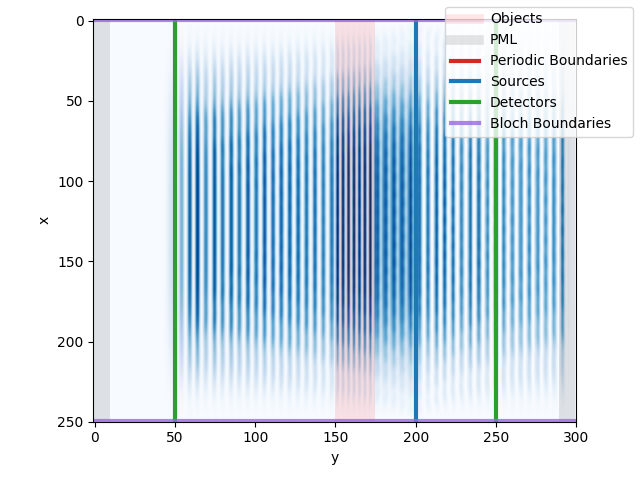 Objects
PML
Periodic Boundaries
Sources
Detectors
Bloch Boundaries
0
50
100
150
200
250
x
0
50
100
150
200
250
300
y